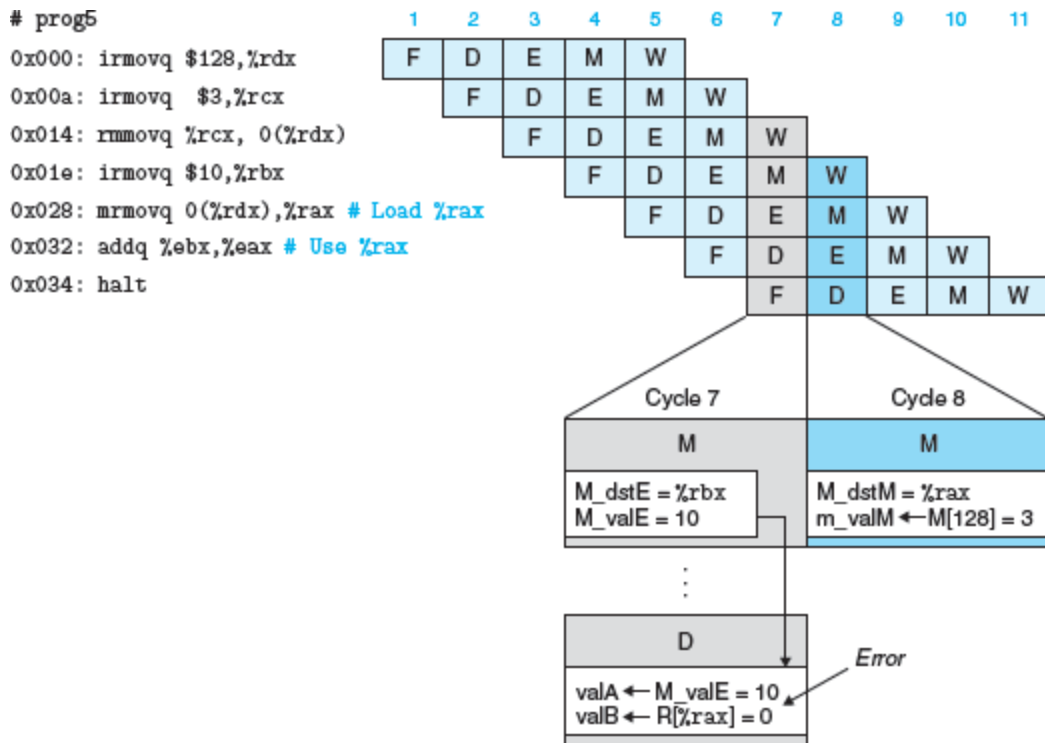 # prog5 1 2 3 4 5 6 7 8 9 10 11
0x000: irmovq $128,%rdx F D E M W
0x00a: irmovq $3,%rcx F D E M W
0x014: rmmovq %rcx, 0(%rdx) F D E M W
0x01e: irmovq $10,%rbx F D E M W
0x028: mrmovq 0(%rdx),%rax # Load %rax F D E M W
0x032: addq %ebx,%eax # Use %rax F D E M W
0x034: halt F D E M W
Cycle 7 Cycle 8
M M
M_dstE = %rbx M_dstM = %rax
M_valE = 10 m_valM ← M[128] = 3
D
Error
valA ← M_valE = 10
valB ← R[%rax] = 0